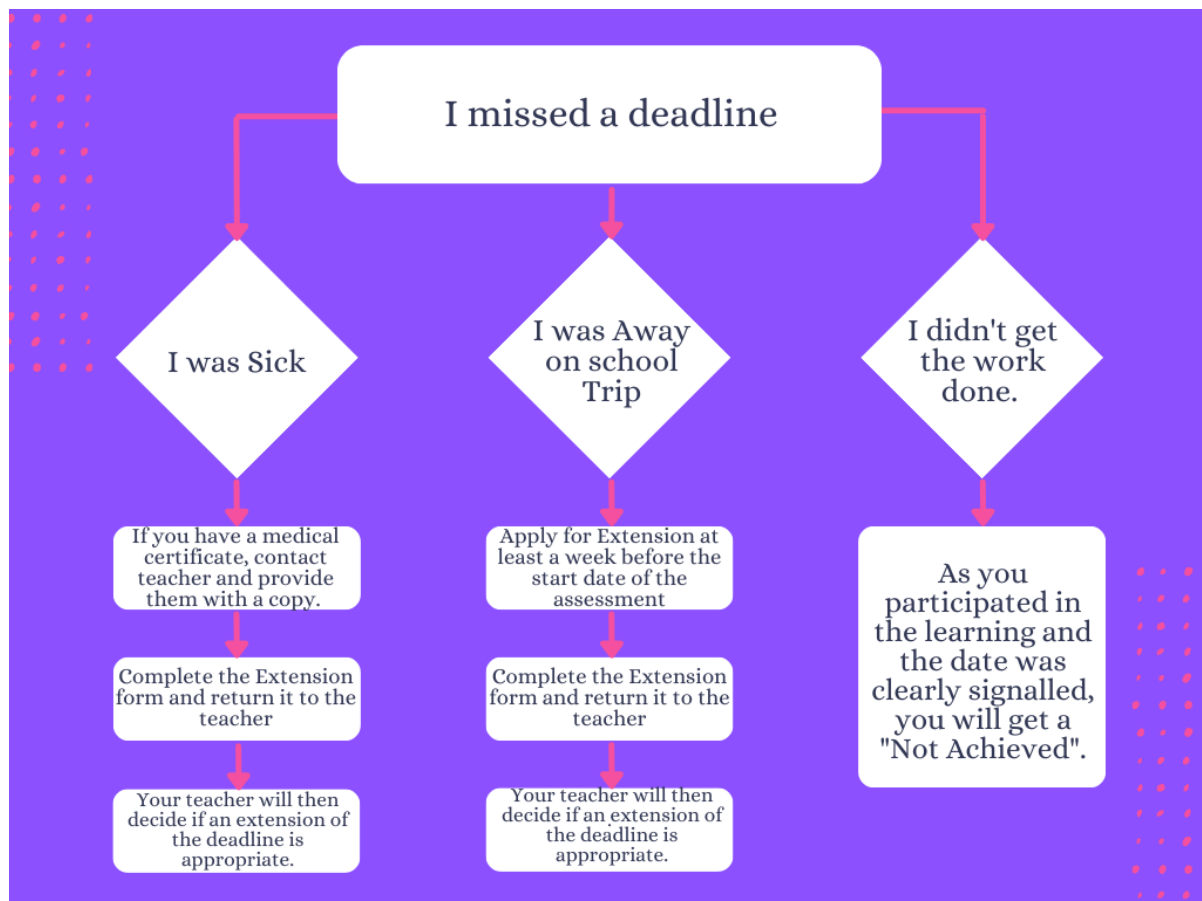 I missed a deadline
I was Sick
If you have a medical
certificate, contact
teacher and provide
them with a copy.
Complete the Extension
form and return it to the
teacher
Your teacher will then
decide if an extension of
the deadline is
appropriate.
I was Away
on school
Trip
Apply for Extension at
least a week before the
start date of the
assessment
Complete the Extension
form and return it to the
teacher
Your teacher will then
decide if an extension of
the deadline is
appropriate.
I didn't get
the work
done.
As you
participated in
the learning and
the date was
clearly signalled,
you will get a
"Not Achieved".